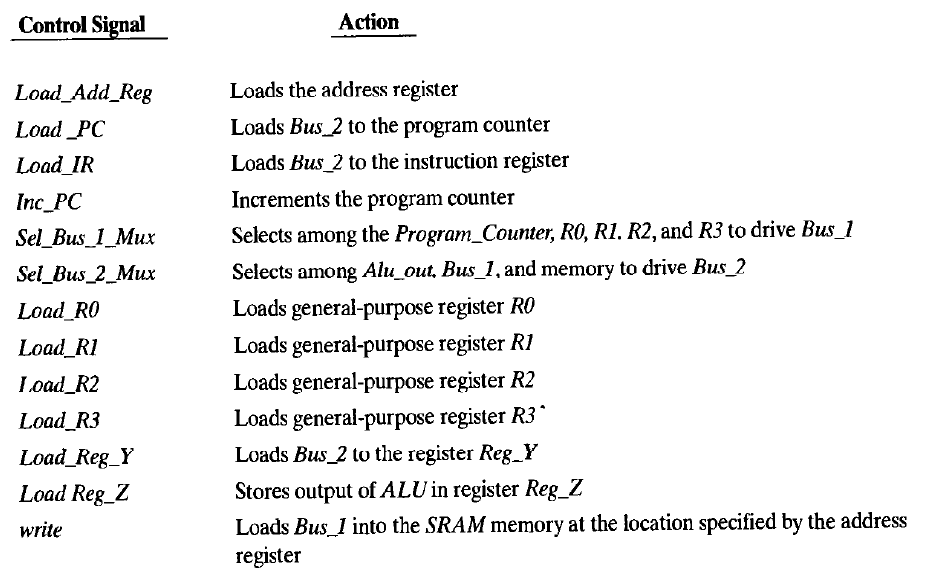 Control Signal Action
Load_Add_Reg Loads the address register
Load _PC Loads Bus_2 to the program counter
Load_IR Loads Bus_2 to the instruction register
Inc_PC Increments the program counter
Sel_Bus_1_Mux Selects among the Program_Counter, R0, R1. R2, and R3 to drive Bus_1
Sel_Bus_2_Mux Selects among Alu_out, Bus_1, and memory to drive Bus_2
Load_R0 Loads general-purpose register R0
Load_R1 Loads general-purpose register R1
Load_R2 Loads general-purpose register R2
Load_R3 Loads general-purpose register R3
Load_Reg_Y Loads Bus_2 to the register Reg_Y
Load Reg_Z Stores output of ALU in register Reg_Z
write Loads Bus_1 into the SRAM memory at the location specified by the address
register